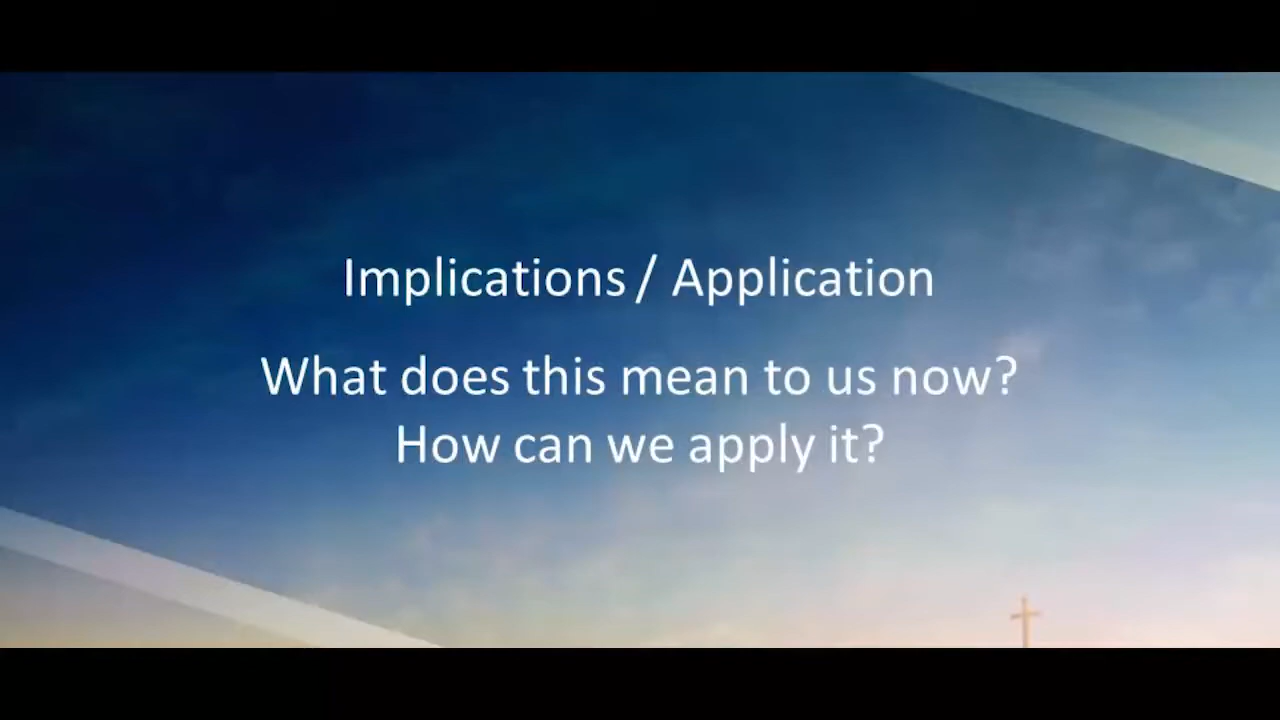 Implications / Application
What does this mean to us now?
How can we apply it?